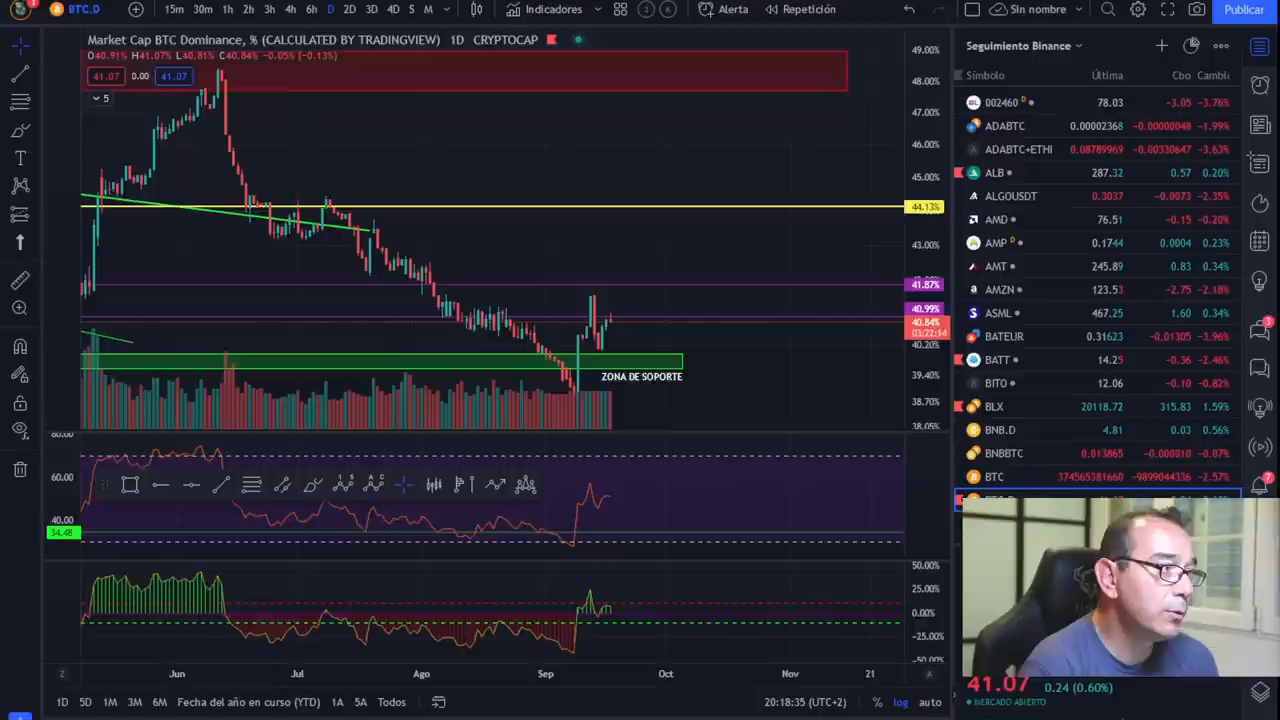 BTC.D
15m 30m 1h 2h 3h 4h 6h D 2D 3D 4D S M
Indicadores
Alerta
Repetición
Sin nombre
Publicar
Market Cap BTC Dominance, % (CALCULATED BY TRADINGVIEW) 1D CRYPTOCAP
O40.91% H41.07% L40.81% C40.84% -0.05% (-0.13%)
41.07 0.00 41.07
5
49.00%
48.00%
47.00%
46.00%
45.00%
44.13%
43.00%
41.87%
40.99%
40.84%
03:22:14
40.20%
39.40%
38.70%
38.05%
ZONA DE SOPORTE
80.00
60.00
40.00
34.48
50.00%
25.00%
0.00%
-25.00%
-50.00%
Jun Jul Ago Sep Oct Nov 21
1D 5D 1M 3M 6M Fecha del año en curso (YTD) 1A 5A Todos
20:18:35 (UTC+2)
% log auto
Seguimiento Binance
Símbolo Última Cbo Cambio
002460 D 78.03 -3.05 -3.76%
ADABTC 0.00002368 -0.00000048 -1.99%
ADABTC+ETHI 0.08789969 -0.00330647 -3.63%
ALB 287.32 0.57 0.20%
ALGOUSDT 0.3037 -0.0073 -2.35%
AMD 76.51 -0.15 -0.20%
AMP D 0.1744 0.0004 0.23%
AMT 245.89 0.83 0.34%
AMZN 123.53 -2.75 -2.18%
ASML 467.25 1.60 0.34%
BATEUR 0.31623 -0.01305 -3.96%
BATT 14.25 -0.36 -2.46%
BITO 12.06 -0.10 -0.82%
BLX 20118.72 315.83 1.59%
BNB.D 4.81 0.03 0.56%
BNBBTC 0.013865 -0.000010 -0.07%
BTC 374565381660 -9899044336 -2.57%
41.07 0.24 (0.60%)
MERCADO ABIERTO